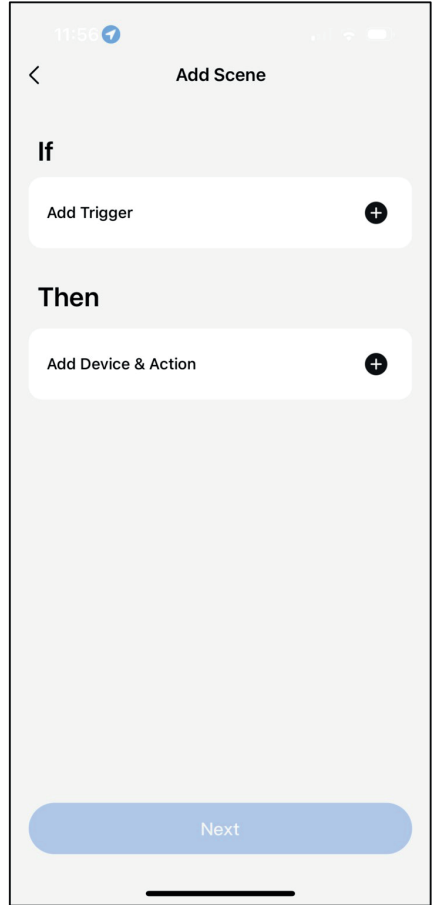 11:56
Add Scene
If
Add Trigger
Then
Add Device & Action
Next